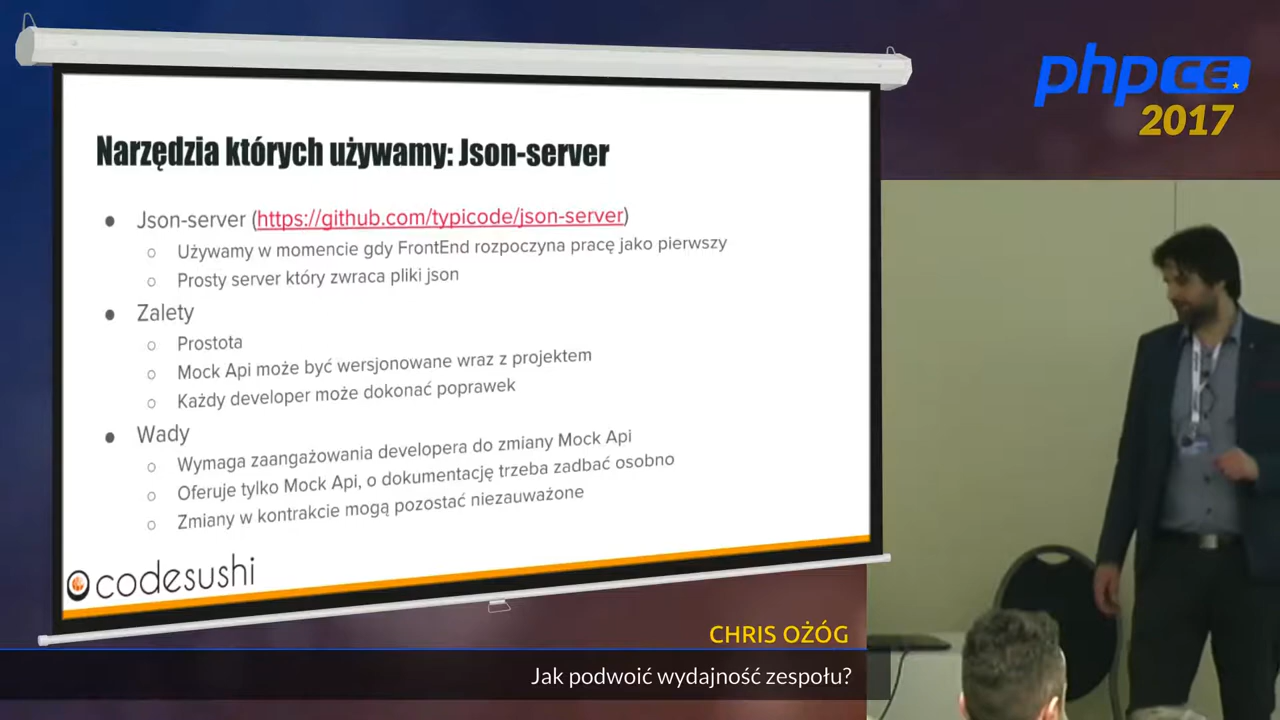 phpCE
2017
Narzędzia których używamy: Json-server
● Json-server (https://github.com/typicode/json-server)
○ Używamy w momencie gdy FrontEnd rozpoczyna pracę jako pierwszy
○ Prosty server który zwraca pliki json
● Zalety
○ Prostota
○ Mock Api może być wersjonowane wraz z projektem
○ Każdy developer może dokonać poprawek
● Wady
○ Wymaga zaangażowania developera do zmiany Mock Api
○ Oferuje tylko Mock Api, o dokumentację trzeba zadbać osobno
○ Zmiany w kontrakcie mogą pozostać niezauważone
codesushi
CHRIS OŻÓG
Jak podwoić wydajność zespołu?